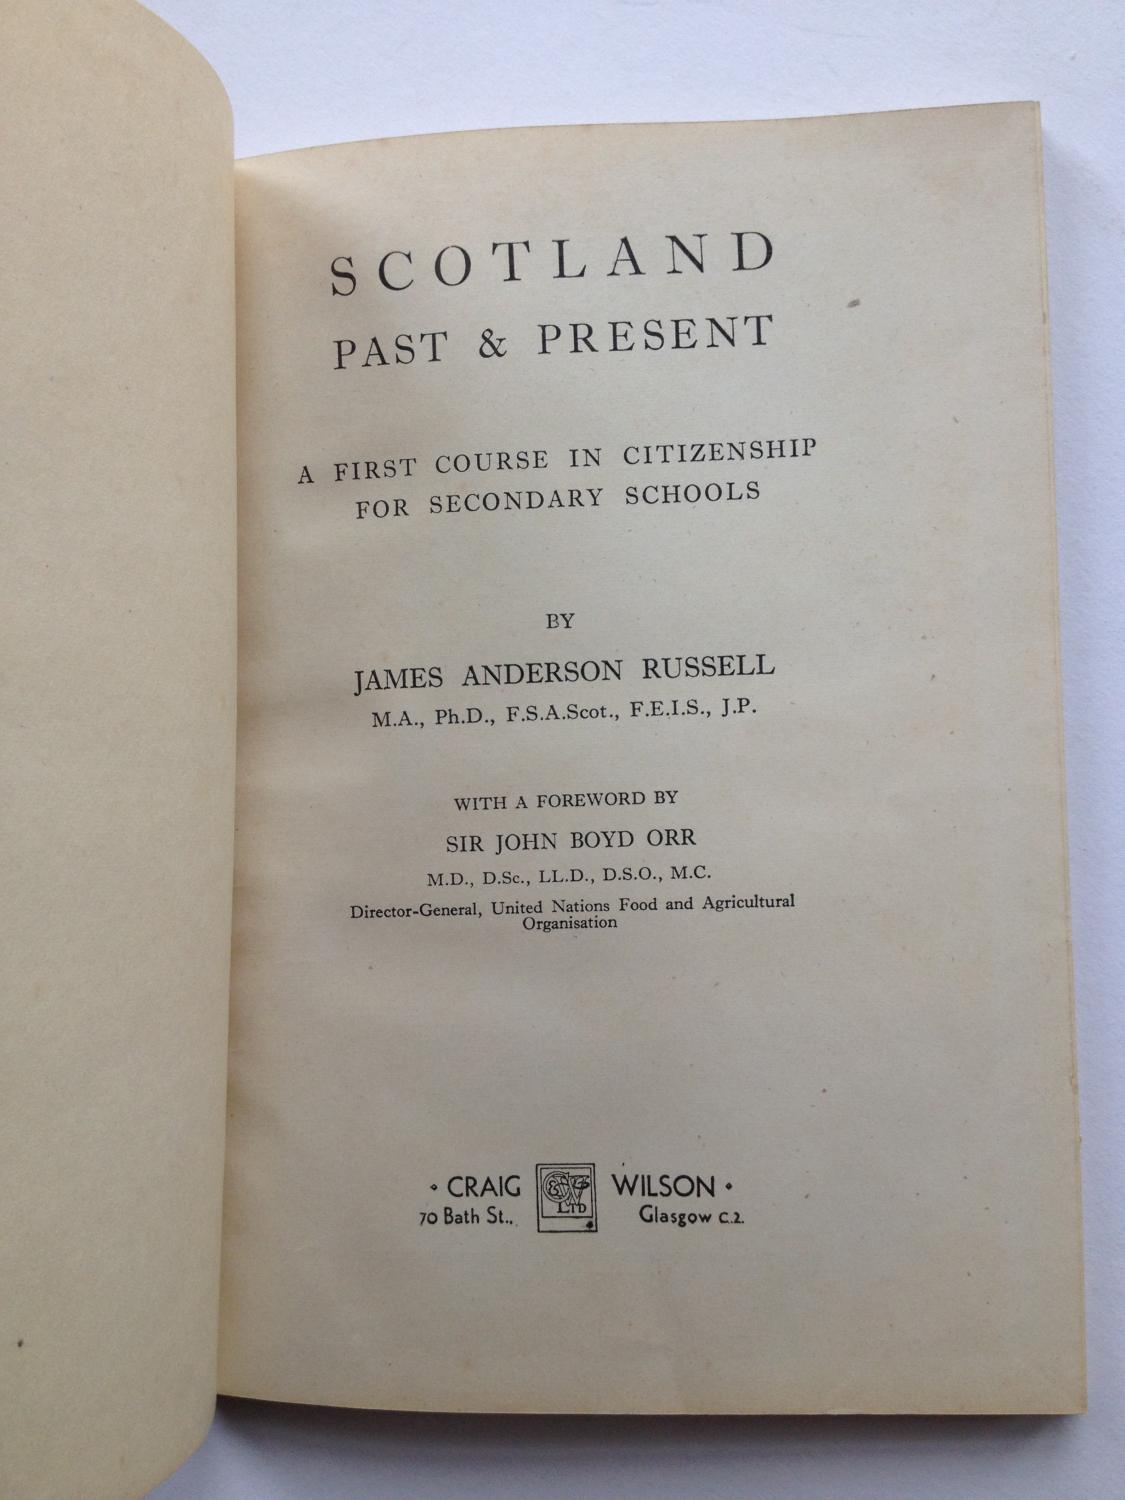 SCOTLAND
PAST & PRESENT
A FIRST COURSE IN CITIZENSHIP
FOR SECONDARY SCHOOLS
BY
JAMES ANDERSON RUSSELL
M.A., Ph.D., F.S.A.Scot., F.E.I.S., J.P.
WITH A FOREWORD BY
SIR JOHN BOYD ORR
M.D., D.Sc., LL.D., D.S.O., M.C.
Director-General, United Nations Food and Agricultural
Organisation
· CRAIG WILSON ·
70 Bath St., Glasgow C.2.
LTD